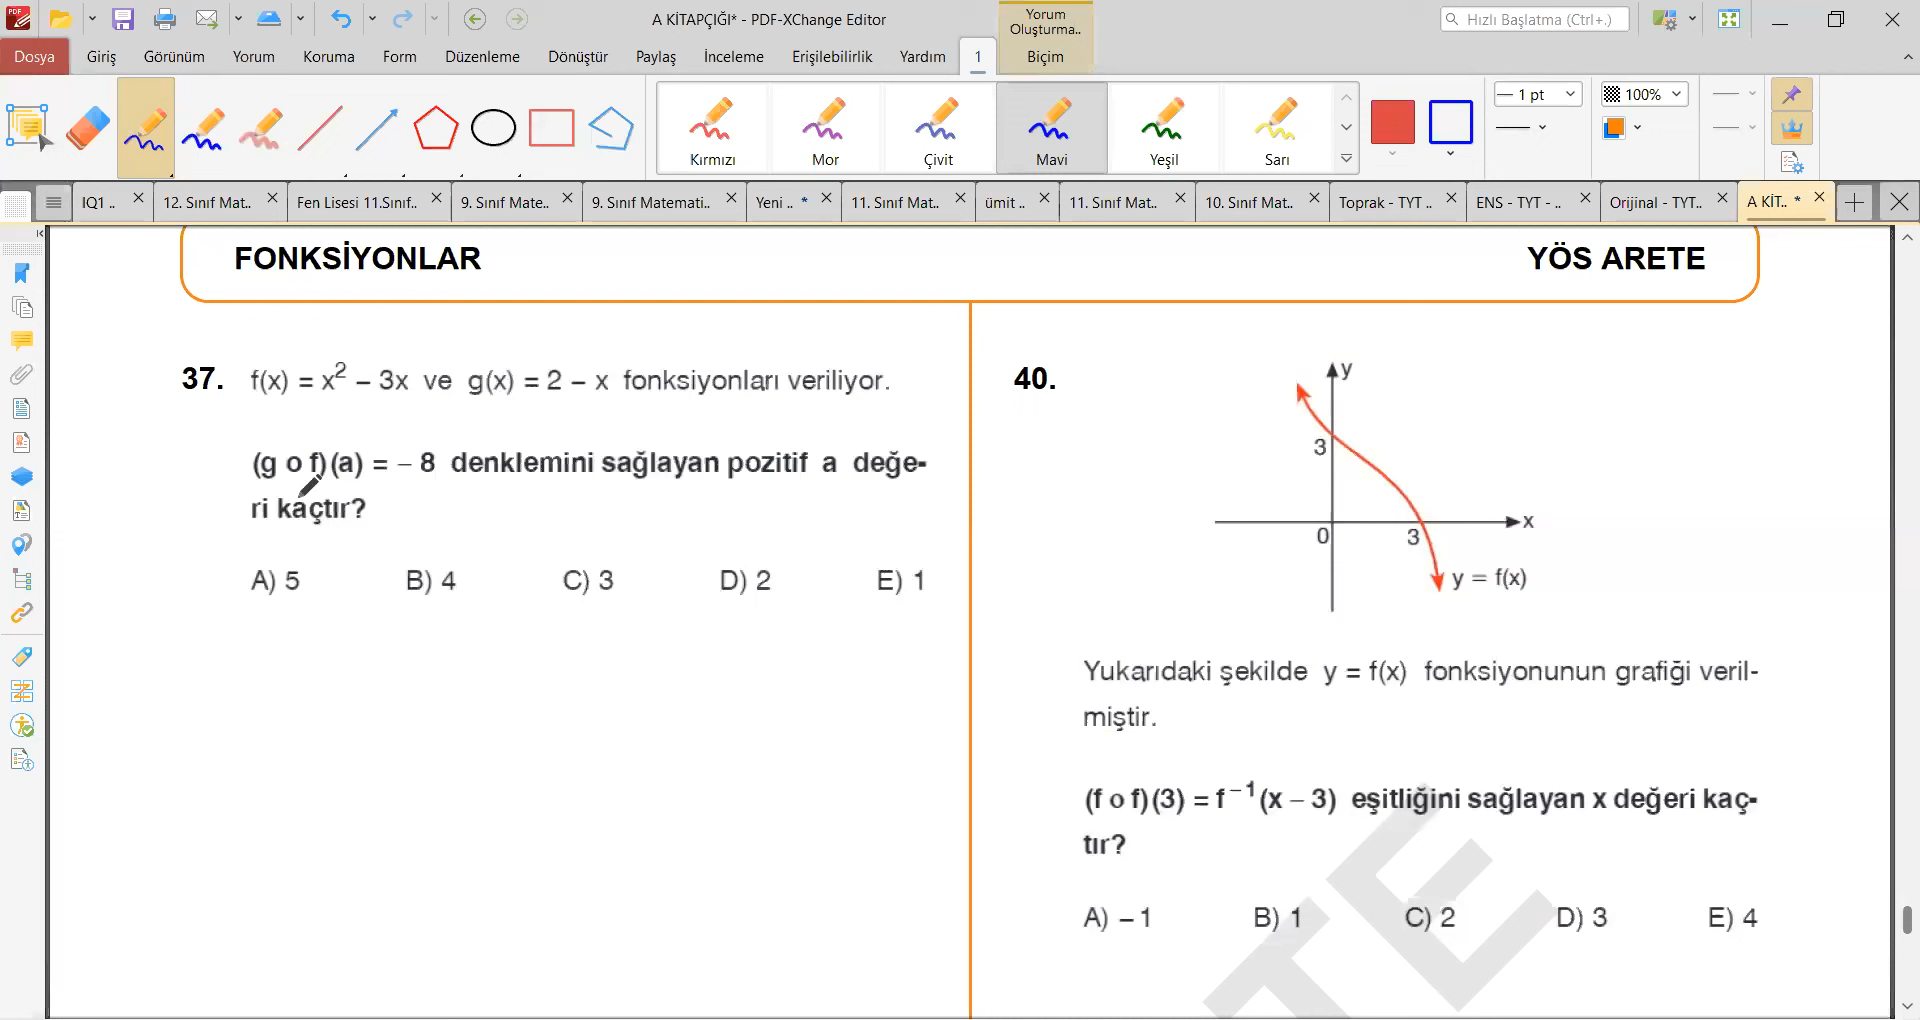 A KİTAPÇIĞI* - PDF-XChange Editor
Yorum
Oluşturma..
Hızlı Başlatma (Ctrl+.)
Dosya Giriş Görünüm Yorum Koruma Form Düzenleme Dönüştür Paylaş İnceleme Erişilebilirlik Yardım 1 Biçim
1 pt
100%
Kırmızı Mor Çivit Mavi Yeşil Sarı
IQ1 .. 12. Sınıf Mat.. Fen Lisesi 11.Sınıf.. 9. Sınıf Mate.. 9. Sınıf Matemati.. Yeni .. * 11. Sınıf Mat.. ümit .. 11. Sınıf Mat.. 10. Sınıf Mat.. Toprak - TYT .. ENS - TYT - .. Orijinal - TYT.. A KİT.. *
FONKSİYONLAR
YÖS ARETE
37. f(x) = x² – 3x ve g(x) = 2 – x fonksiyonları veriliyor.
(g o f)(a) = – 8 denklemini sağlayan pozitif a değe-
ri kaçtır?
A) 5 B) 4 C) 3 D) 2 E) 1
40.
y
3
0
3
x
y = f(x)
Yukarıdaki şekilde y = f(x) fonksiyonunun grafiği veril-
miştir.
(f o f)(3) = f⁻¹(x – 3) eşitliğini sağlayan x değeri kaç-
tır?
A) – 1 B) 1 C) 2 D) 3 E) 4
TE